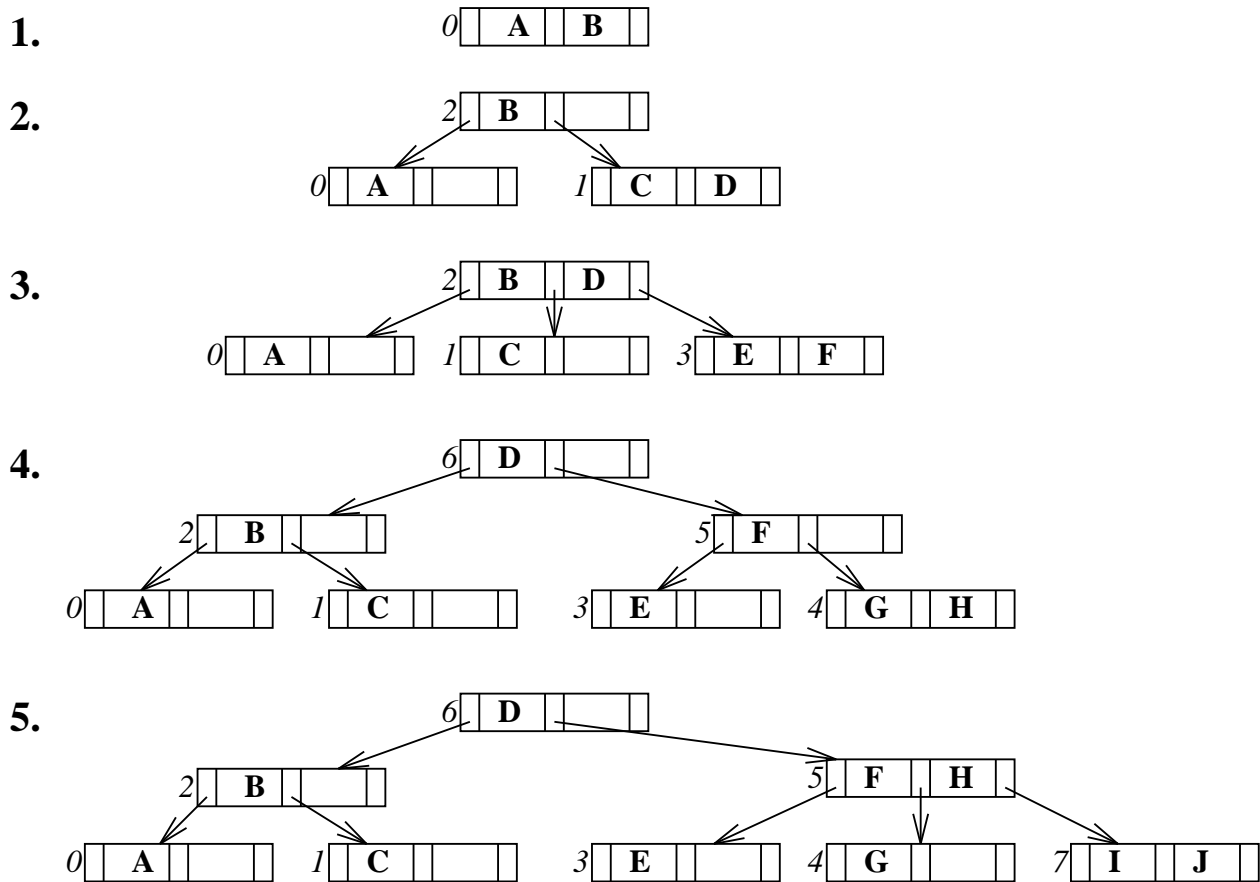 1.
0 A B
2.
2 B
0 A 1 C D
3.
2 B D
0 A 1 C 3 E F
4.
6 D
2 B 5 F
0 A 1 C 3 E 4 G H
5.
6 D
2 B 5 F H
0 A 1 C 3 E 4 G 7 I J